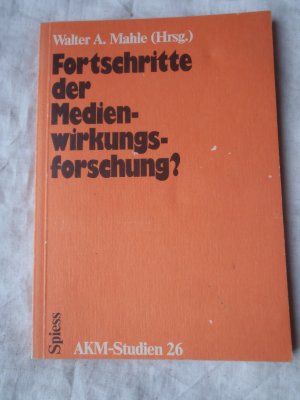 Walter A. Mahle (Hrsg.)
Fortschritte
der
Medien-
wirkungs-
forschung?
Spiess
AKM-Studien 26